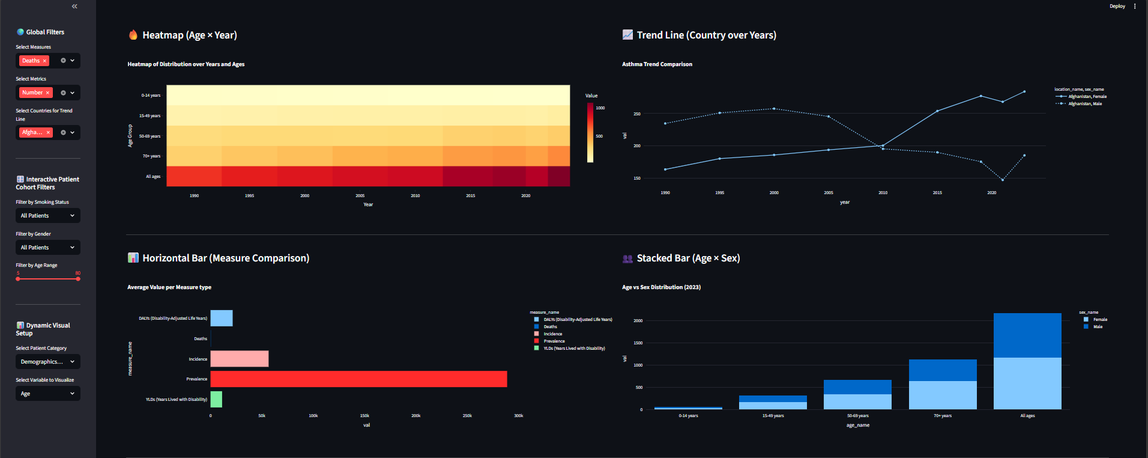 Deploy
Global Filters
Select Measures
Deaths ×
Select Metrics
Number ×
Select Countries for Trend
Line
Afgha... ×
Interactive Patient
Cohort Filters
Filter by Smoking Status
All Patients
Filter by Gender
All Patients
Filter by Age Range
5 80
Dynamic Visual
Setup
Select Patient Category
Demographics...
Select Variable to Visualize
Age
Heatmap (Age × Year)
Heatmap of Distribution over Years and Ages
Age Group
0-14 years
15-49 years
50-69 years
70+ years
All ages
1990 1995 2000 2005 2010 2015 2020
Year
Value
1000
500
Trend Line (Country over Years)
Asthma Trend Comparison
val
250
200
150
1990 1995 2000 2005 2010 2015 2020
year
location_name, sex_name
Afghanistan, Female
Afghanistan, Male
Horizontal Bar (Measure Comparison)
Average Value per Measure type
measure_name
DALYs (Disability-Adjusted Life Years)
Deaths
Incidence
Prevalence
YLDs (Years Lived with Disability)
0 50k 100k 150k 200k 250k 300k
val
measure_name
DALYs (Disability-Adjusted Life Years)
Deaths
Incidence
Prevalence
YLDs (Years Lived with Disability)
Stacked Bar (Age × Sex)
Age vs Sex Distribution (2023)
val
2000
1500
1000
500
0
0-14 years 15-49 years 50-69 years 70+ years All ages
age_name
sex_name
Female
Male